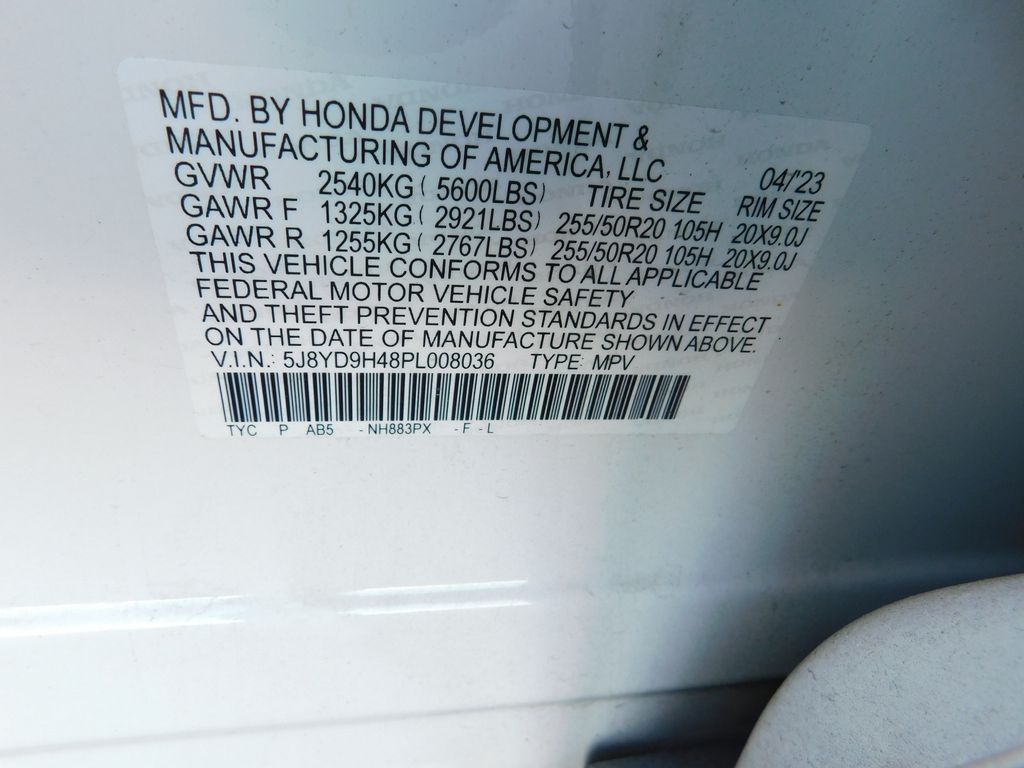 MFD. BY HONDA DEVELOPMENT &
MANUFACTURING OF AMERICA, LLC 04/'23
GVWR 2540KG ( 5600LBS) TIRE SIZE RIM SIZE
GAWR F 1325KG ( 2921LBS) 255/50R20 105H 20X9.0J
GAWR R 1255KG ( 2767LBS) 255/50R20 105H 20X9.0J
THIS VEHICLE CONFORMS TO ALL APPLICABLE
FEDERAL MOTOR VEHICLE SAFETY
AND THEFT PREVENTION STANDARDS IN EFFECT
ON THE DATE OF MANUFACTURE SHOWN ABOVE.
V.I.N.: 5J8YD9H48PL008036 TYPE: MPV
TYC P AB5 - NH883PX - F - L